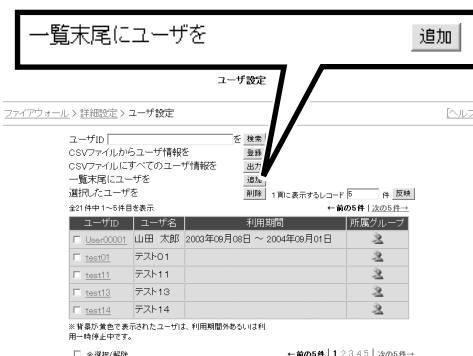 一覧末尾にユーザを 追加
ユーザ設定
ファイアウォール > 詳細設定 > ユーザ設定 [ヘルプ
ユーザID を 検索
CSVファイルからユーザ情報を 登録
CSVファイルにすべてのユーザ情報を 出力
一覧末尾にユーザを 追加
選択したユーザを 削除 1頁に表示するレコード 5 件 反映
全21件中 1～5件目を表示 ←前の5件 | 次の5件→
ユーザID ユーザ名 利用期間 所属グループ
User00001 山田 太郎 2003年09月08日 ～ 2004年09月01日
test01 テスト01
test11 テスト11
test13 テスト13
test14 テスト14
※背景が黄色で表示されたユーザは、利用期間外あるいは利
用一時停止中です。
全選択/解除 ←前の5件 | 1 2 3 4 5 | 次の5件→